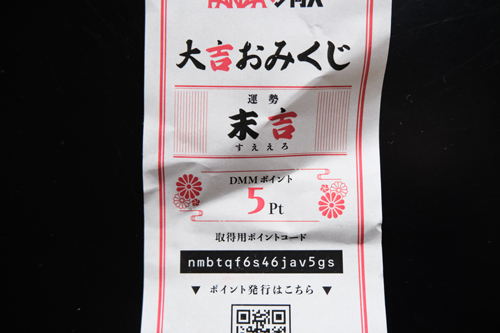 大吉おみくじ
運勢
末吉
すええろ
DMMポイント
5Pt
取得用ポイントコード
nmbtqf6s46jav5gs
▼ ポイント発行はこちら ▼